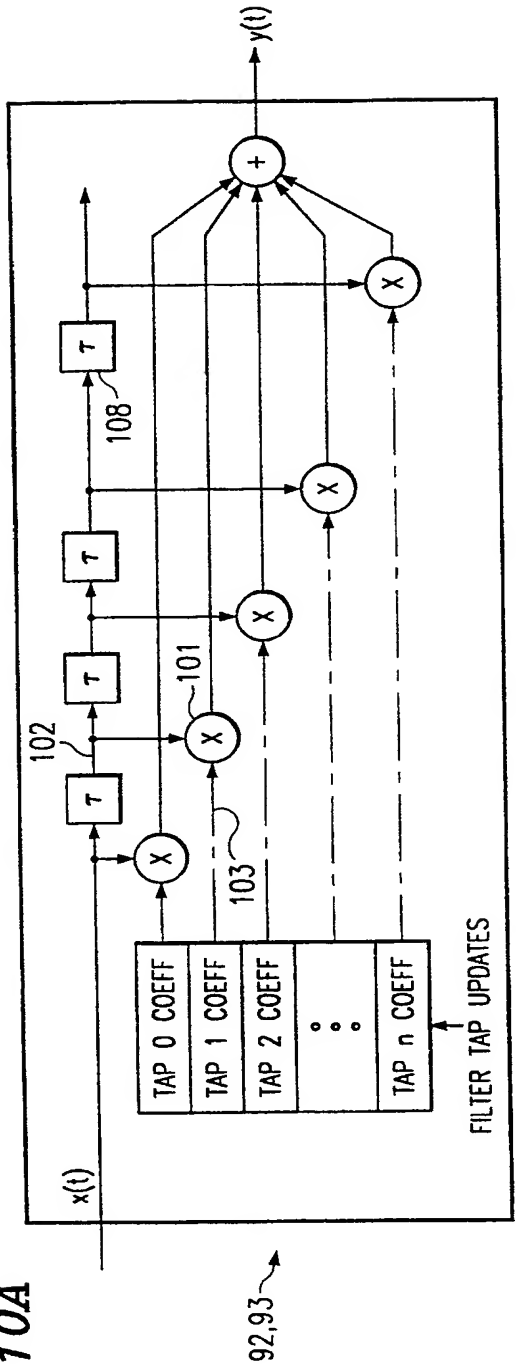 10A
x(t)
τ
102
τ
τ
τ
108
X
101
X
103
X
X
X
+
y(t)
TAP 0 COEFF
TAP 1 COEFF
TAP 2 COEFF
∘ ∘ ∘
TAP n COEFF
FILTER TAP UPDATES
92,93